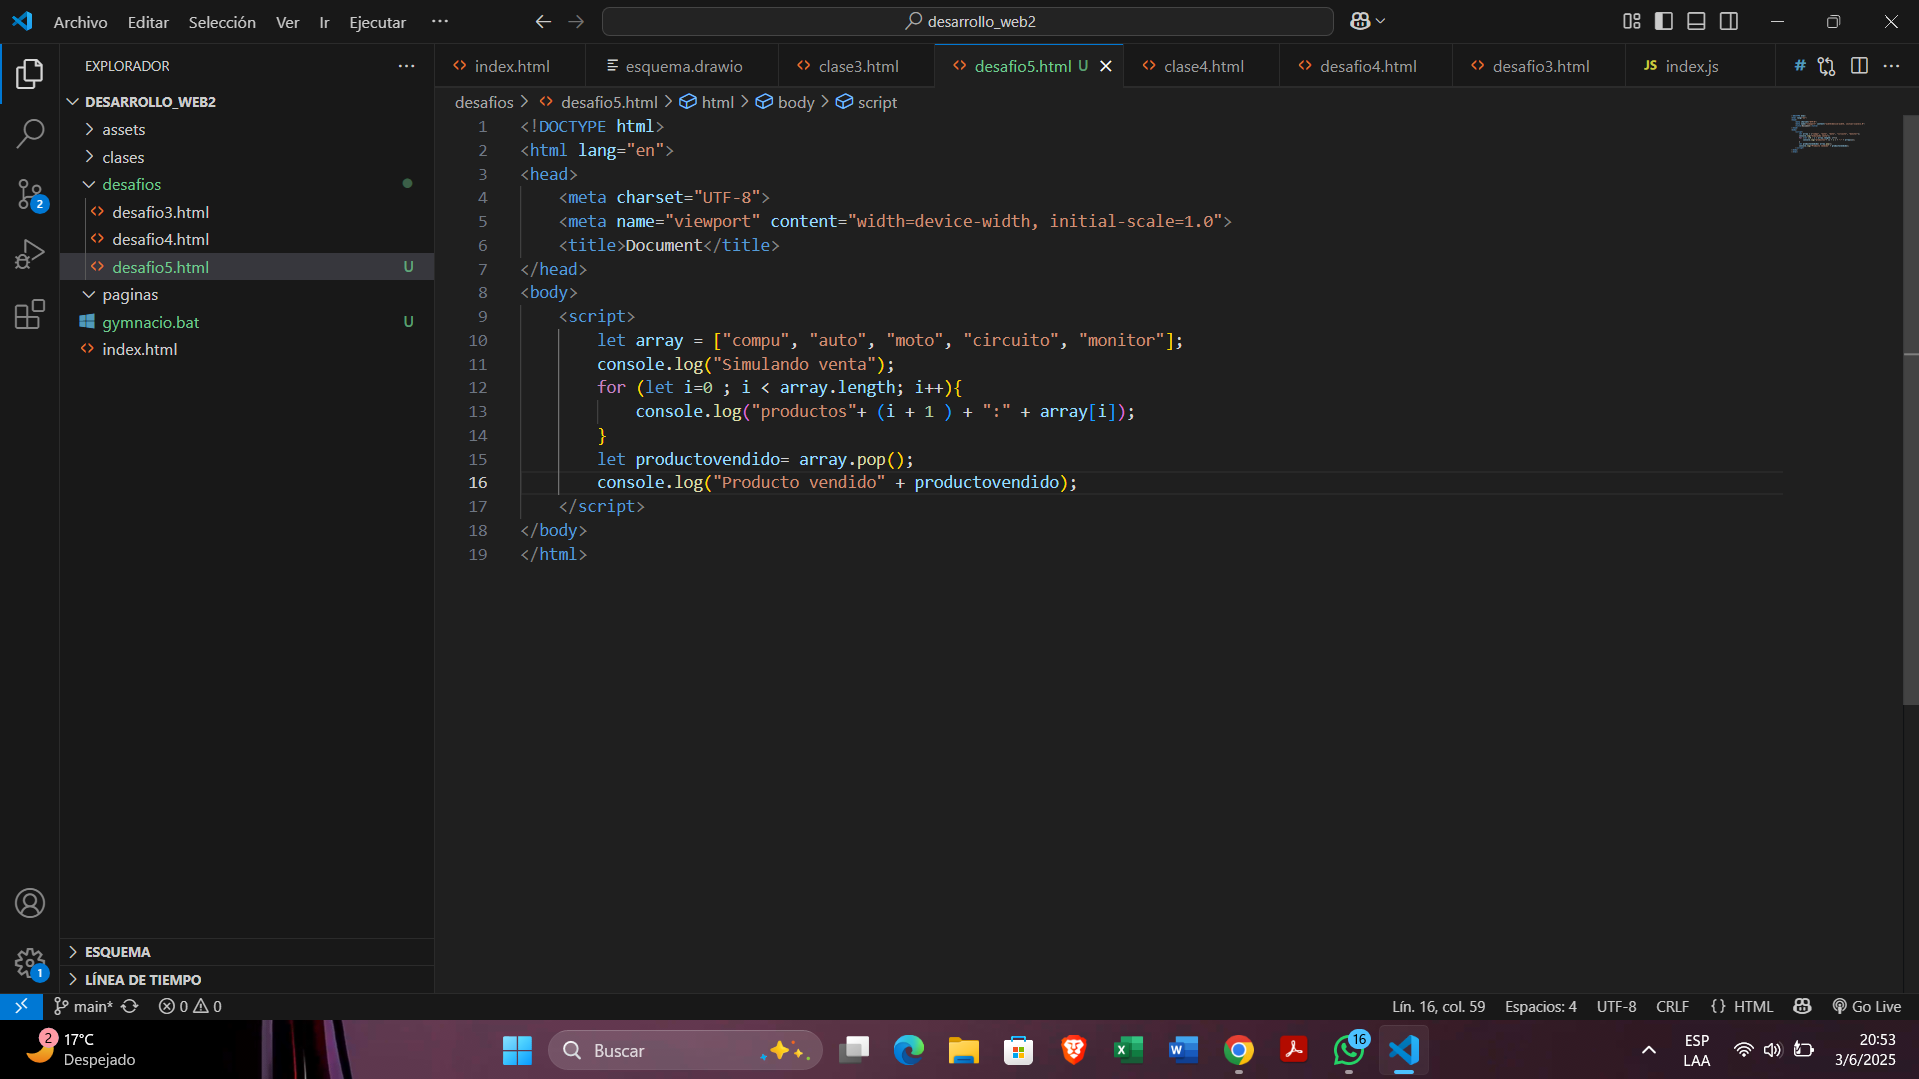 Archivo Editar Selección Ver Ir Ejecutar ··· desarrollo_web2
EXPLORADOR ···
DESARROLLO_WEB2
assets
clases
desafios
desafio3.html
desafio4.html
desafio5.html U
paginas
gymnacio.bat U
index.html
ESQUEMA
LÍNEA DE TIEMPO
2
1
index.html esquema.drawio clase3.html desafio5.html U clase4.html desafio4.html desafio3.html JS index.js # ···
desafios > desafio5.html > html > body > script
1 <!DOCTYPE html>
2 <html lang="en">
3 <head>
4 <meta charset="UTF-8">
5 <meta name="viewport" content="width=device-width, initial-scale=1.0">
6 <title>Document</title>
7 </head>
8 <body>
9 <script>
10 let array = ["compu", "auto", "moto", "circuito", "monitor"];
11 console.log("Simulando venta");
12 for (let i=0 ; i < array.length; i++){
13 console.log("productos"+ (i + 1 ) + ":" + array[i]);
14 }
15 let productovendido= array.pop();
16 console.log("Producto vendido" + productovendido);
17 </script>
18 </body>
19 </html>
main* 0 0 Lín. 16, col. 59 Espacios: 4 UTF-8 CRLF {} HTML Go Live
2 17°C
Despejado
Buscar
16
ESP
LAA
20:53
3/6/2025